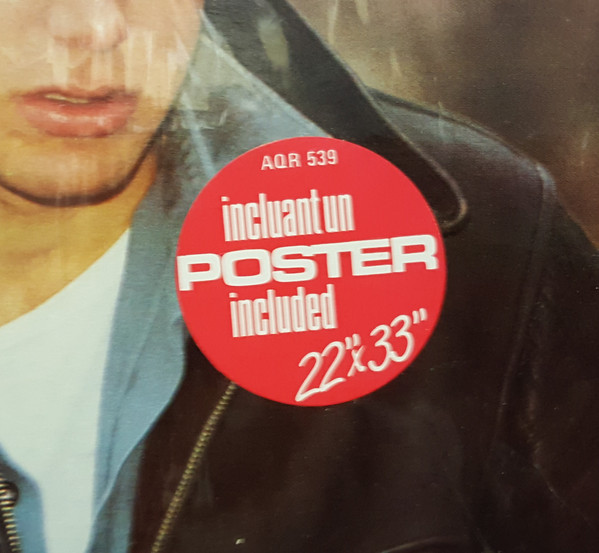 AQR 539
incluant un
POSTER
included
22"x33"